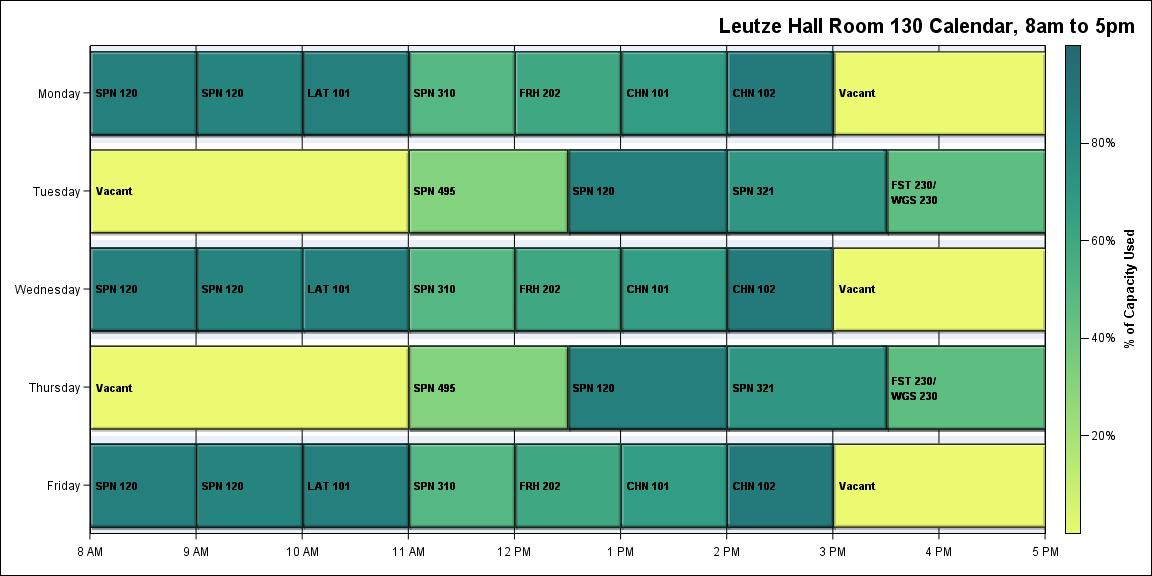 Leutze Hall Room 130 Calendar, 8am to 5pm
Monday
SPN 120
SPN 120
LAT 101
SPN 310
FRH 202
CHN 101
CHN 102
Vacant
Tuesday
Vacant
SPN 495
SPN 120
SPN 321
FST 230/
WGS 230
Wednesday
SPN 120
SPN 120
LAT 101
SPN 310
FRH 202
CHN 101
CHN 102
Vacant
Thursday
Vacant
SPN 495
SPN 120
SPN 321
FST 230/
WGS 230
Friday
SPN 120
SPN 120
LAT 101
SPN 310
FRH 202
CHN 101
CHN 102
Vacant
8 AM
9 AM
10 AM
11 AM
12 PM
1 PM
2 PM
3 PM
4 PM
5 PM
80%
60%
40%
20%
% of Capacity Used